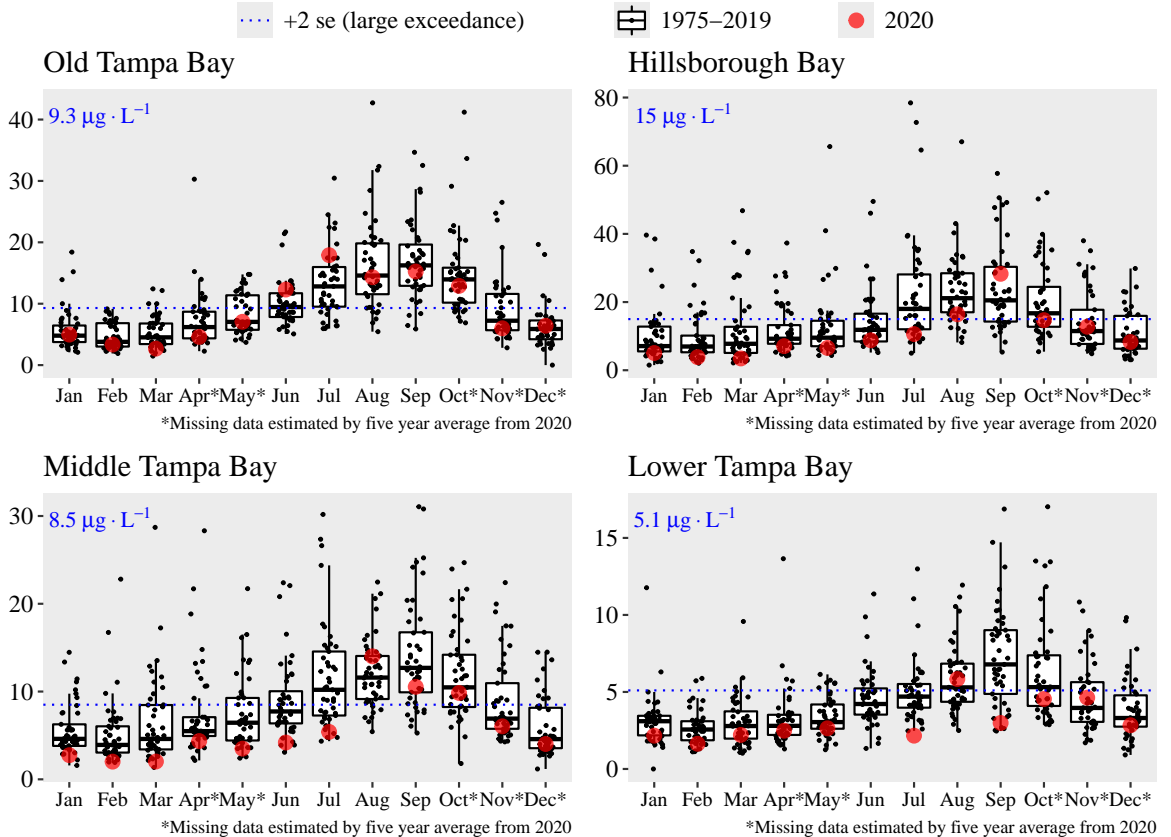 +2 se (large exceedance) 1975–2019 2020
Old Tampa Bay
9.3 μg · L⁻¹
40
30
20
10
0
Jan Feb Mar Apr* May* Jun Jul Aug Sep Oct* Nov* Dec*
*Missing data estimated by five year average from 2020
Hillsborough Bay
15 μg · L⁻¹
80
60
40
20
0
Jan Feb Mar Apr* May* Jun Jul Aug Sep Oct* Nov* Dec*
*Missing data estimated by five year average from 2020
Middle Tampa Bay
8.5 μg · L⁻¹
30
20
10
0
Jan Feb Mar Apr* May* Jun Jul Aug Sep Oct* Nov* Dec*
*Missing data estimated by five year average from 2020
Lower Tampa Bay
5.1 μg · L⁻¹
15
10
5
0
Jan Feb Mar Apr* May* Jun Jul Aug Sep Oct* Nov* Dec*
*Missing data estimated by five year average from 2020